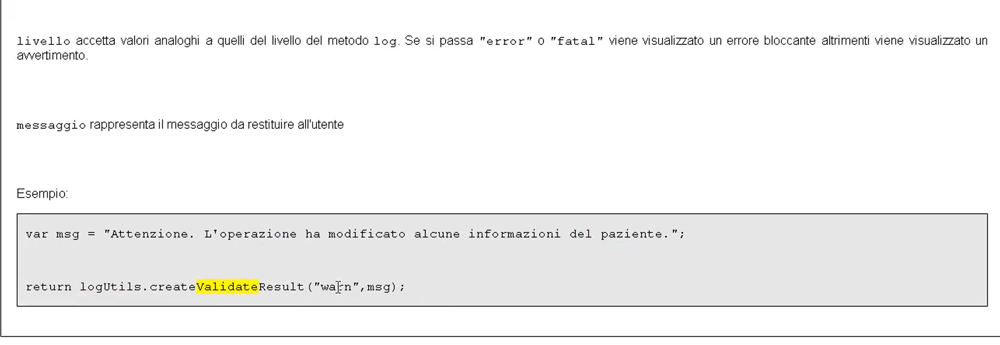 livello accetta valori analoghi a quelli del livello del metodo log. Se si passa "error" o "fatal" viene visualizzato un errore bloccante altrimenti viene visualizzato un
avvertimento.
messaggio rappresenta il messaggio da restituire all'utente
Esempio:
var msg = "Attenzione. L'operazione ha modificato alcune informazioni del paziente.";
return logUtils.createValidateResult("warn",msg);